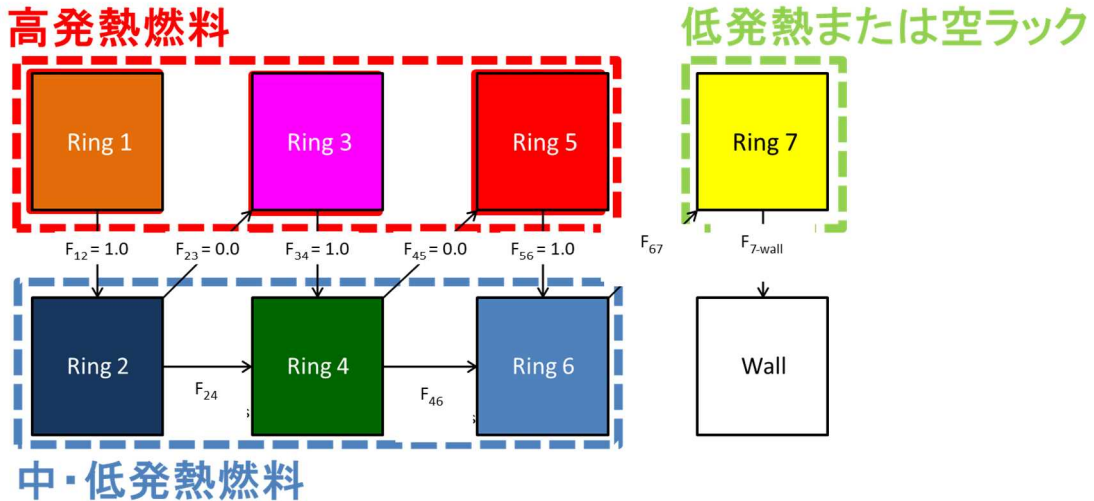 高発熱燃料
低発熱または空ラック
Ring 1
Ring 3
Ring 5
Ring 7
F12 = 1.0
F23 = 0.0
F34 = 1.0
F45 = 0.0
F56 = 1.0
F67
F7-wall
Ring 2
Ring 4
Ring 6
Wall
F24
F46
中・低発熱燃料